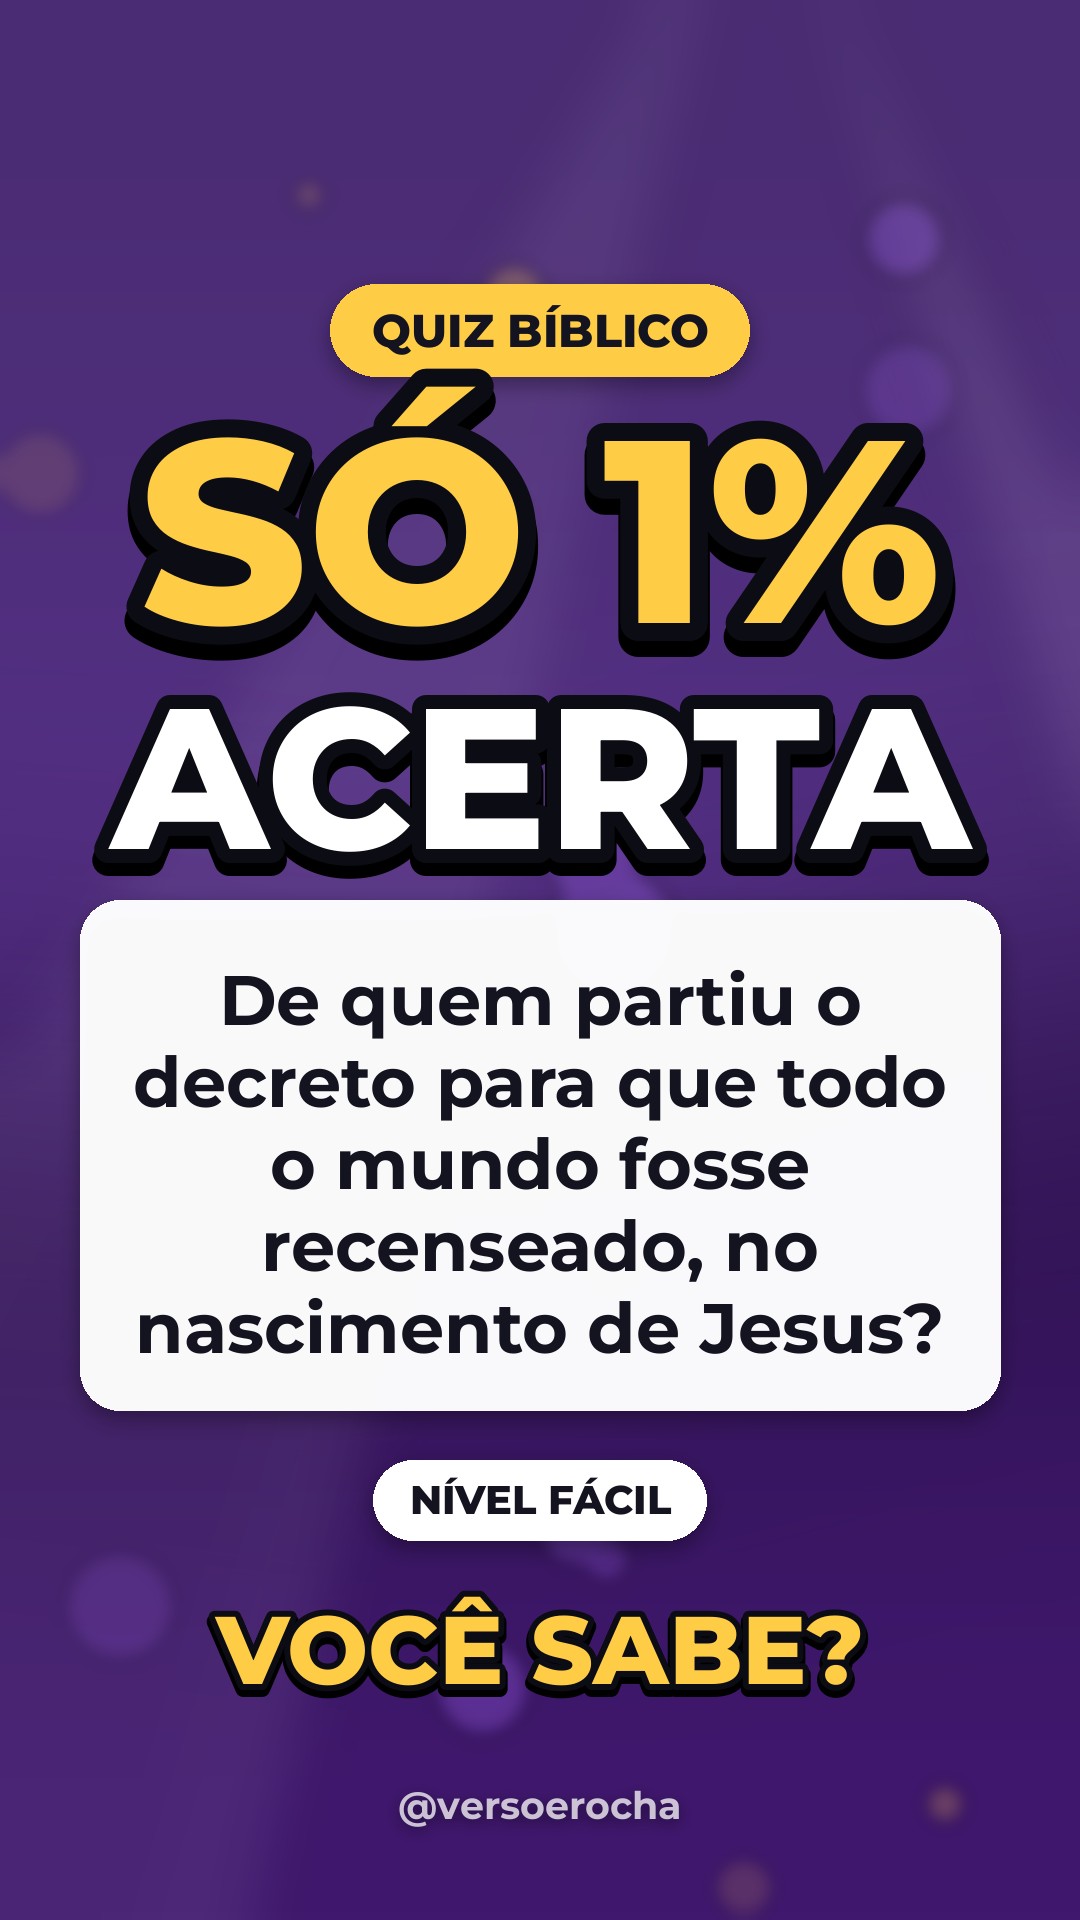 QUIZ BÍBLICO
SÓ 1%
ACERTA
De quem partiu o
decreto para que todo
o mundo fosse
recenseado, no
nascimento de Jesus?
NÍVEL FÁCIL
VOCÊ SABE?
@versoerocha